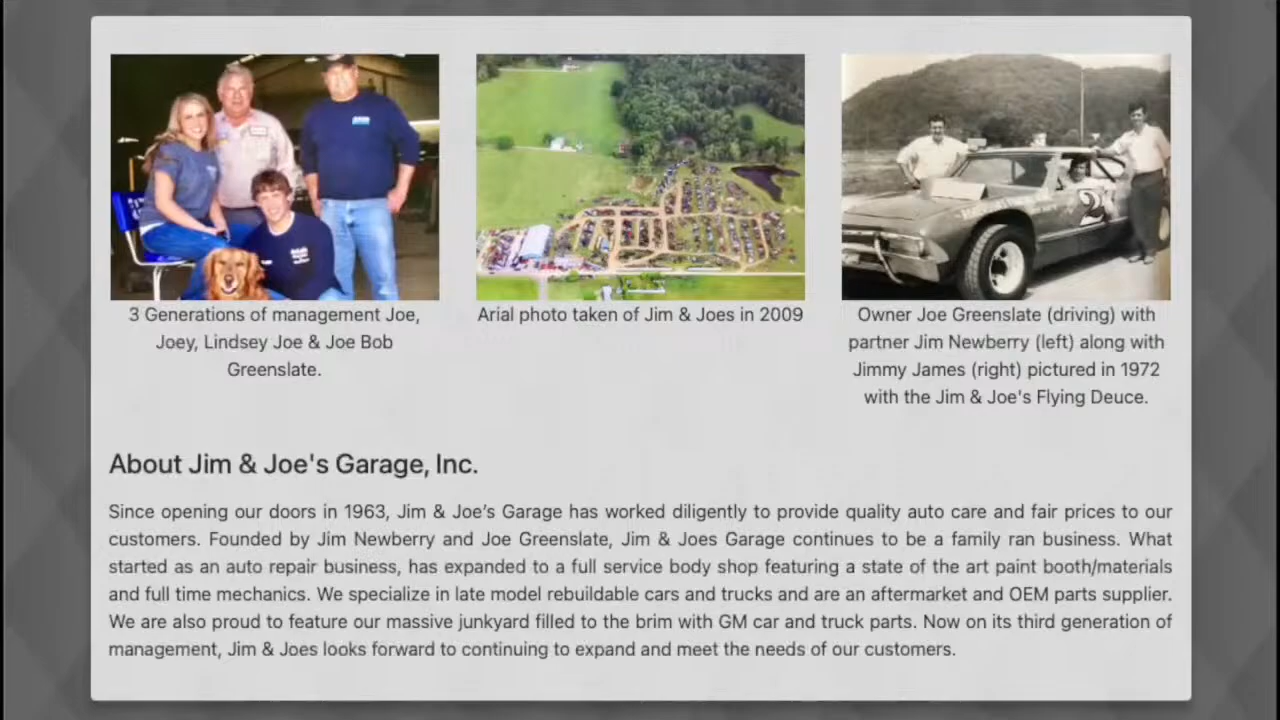 3 Generations of management Joe,
Joey, Lindsey Joe & Joe Bob
Greenslate.
Arial photo taken of Jim & Joes in 2009
Owner Joe Greenslate (driving) with
partner Jim Newberry (left) along with
Jimmy James (right) pictured in 1972
with the Jim & Joe's Flying Deuce.
About Jim & Joe's Garage, Inc.
Since opening our doors in 1963, Jim & Joe's Garage has worked diligently to provide quality auto care and fair prices to our
customers. Founded by Jim Newberry and Joe Greenslate, Jim & Joes Garage continues to be a family ran business. What
started as an auto repair business, has expanded to a full service body shop featuring a state of the art paint booth/materials
and full time mechanics. We specialize in late model rebuildable cars and trucks and are an aftermarket and OEM parts supplier.
We are also proud to feature our massive junkyard filled to the brim with GM car and truck parts. Now on its third generation of
management, Jim & Joes looks forward to continuing to expand and meet the needs of our customers.